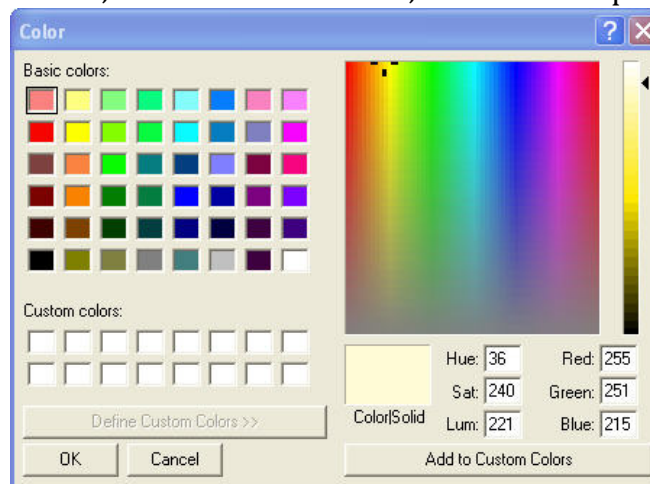 Color
Basic colors:
Custom colors:
Define Custom Colors >>
OK
Cancel
Color|Solid
Hue: 36
Sat: 240
Lum: 221
Red: 255
Green: 251
Blue: 215
Add to Custom Colors